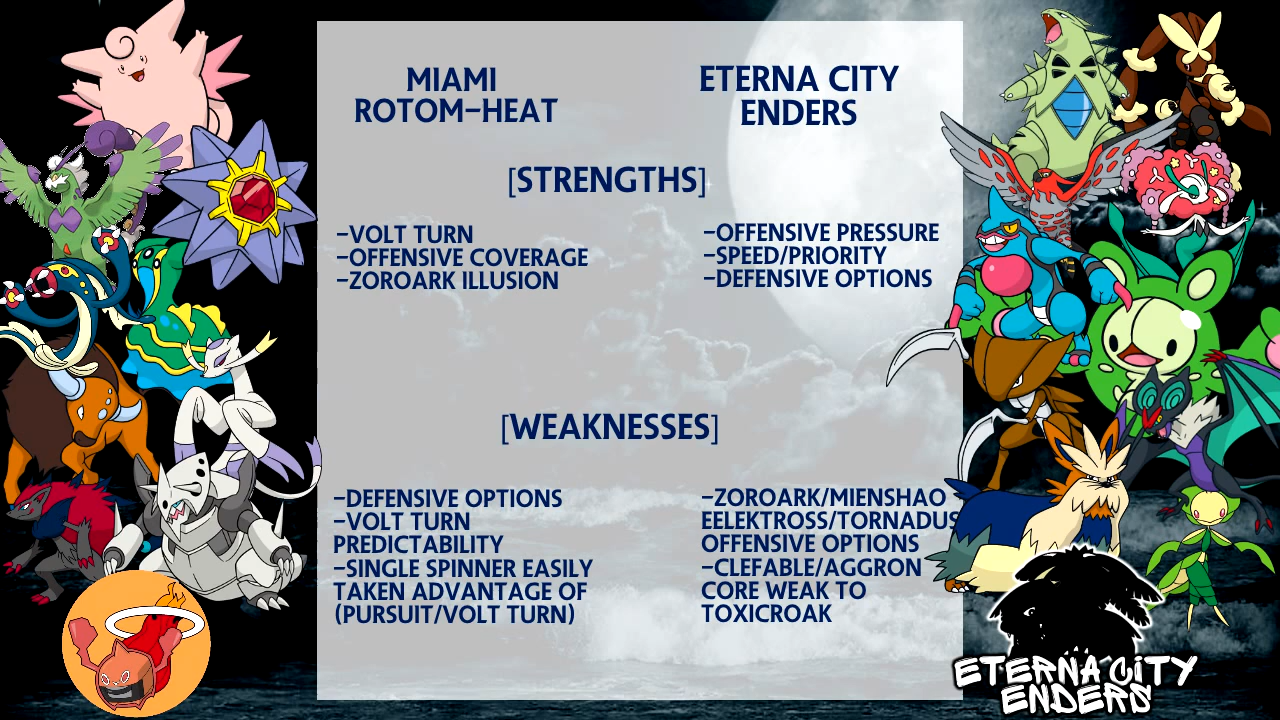 MIAMI
ROTOM-HEAT
ETERNA CITY
ENDERS
[STRENGTHS]
-VOLT TURN
-OFFENSIVE COVERAGE
-ZOROARK ILLUSION
-OFFENSIVE PRESSURE
-SPEED/PRIORITY
-DEFENSIVE OPTIONS
[WEAKNESSES]
-DEFENSIVE OPTIONS
-VOLT TURN
PREDICTABILITY
-SINGLE SPINNER EASILY
TAKEN ADVANTAGE OF
(PURSUIT/VOLT TURN)
-ZOROARK/MIENSHAO
EELEKTROSS/TORNADUS
OFFENSIVE OPTIONS
-CLEFABLE/AGGRON
CORE WEAK TO
TOXICROAK
ETERNA CITY
ENDERS